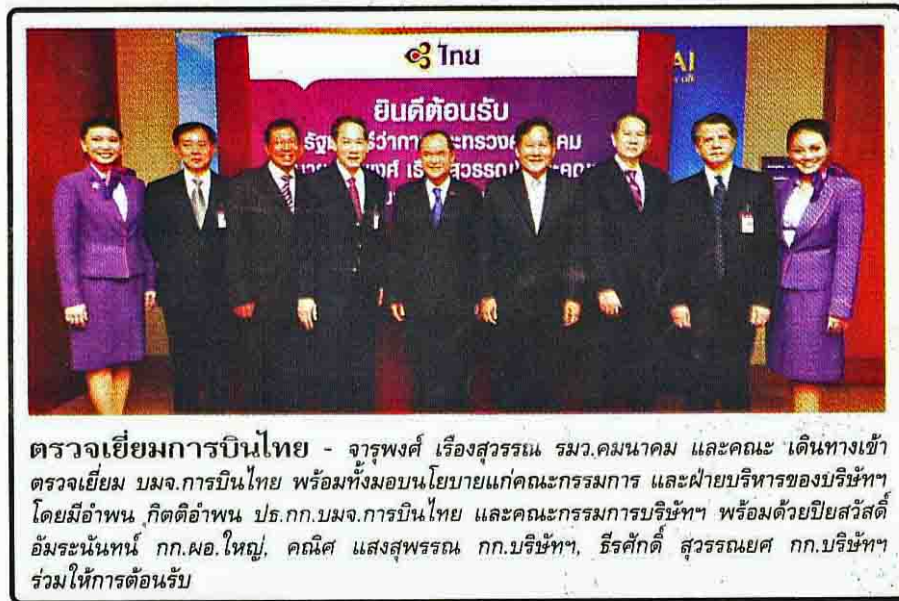 ไทย
AI
ยินดีต้อนรับ
ตรวจเยี่ยมการบินไทย - จารุพงศ์ เรืองสุวรรณ รมว.คมนาคม และคณะ เดินทางเข้า
ตรวจเยี่ยม บมจ.การบินไทย พร้อมทั้งมอบนโยบายแก่คณะกรรมการ และฝ่ายบริหารของบริษัทฯ
โดยมีอำพน กิตติอำพน ปธ.กก.บมจ.การบินไทย และคณะกรรมการบริษัทฯ พร้อมด้วยปิยสวัสดิ์
อัมระนันทน์ กก.ผอ.ใหญ่, คณิศ แสงสุพรรณ กก.บริษัทฯ, ธีรศักดิ์ สุวรรณยศ กก.บริษัทฯ
ร่วมให้การต้อนรับ